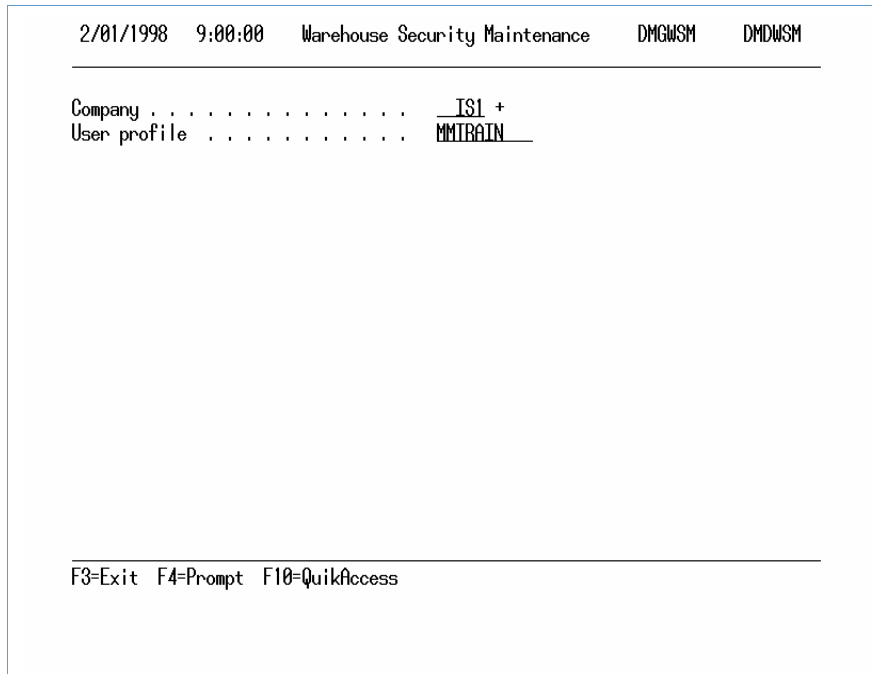 2/01/1998 9:00:00 Warehouse Security Maintenance DMGWSM DMDWSM
Company . . . . . . . . . . . . . . IS1 +
User profile . . . . . . . . . . . MMTRAIN
F3=Exit F4=Prompt F10=QuikAccess